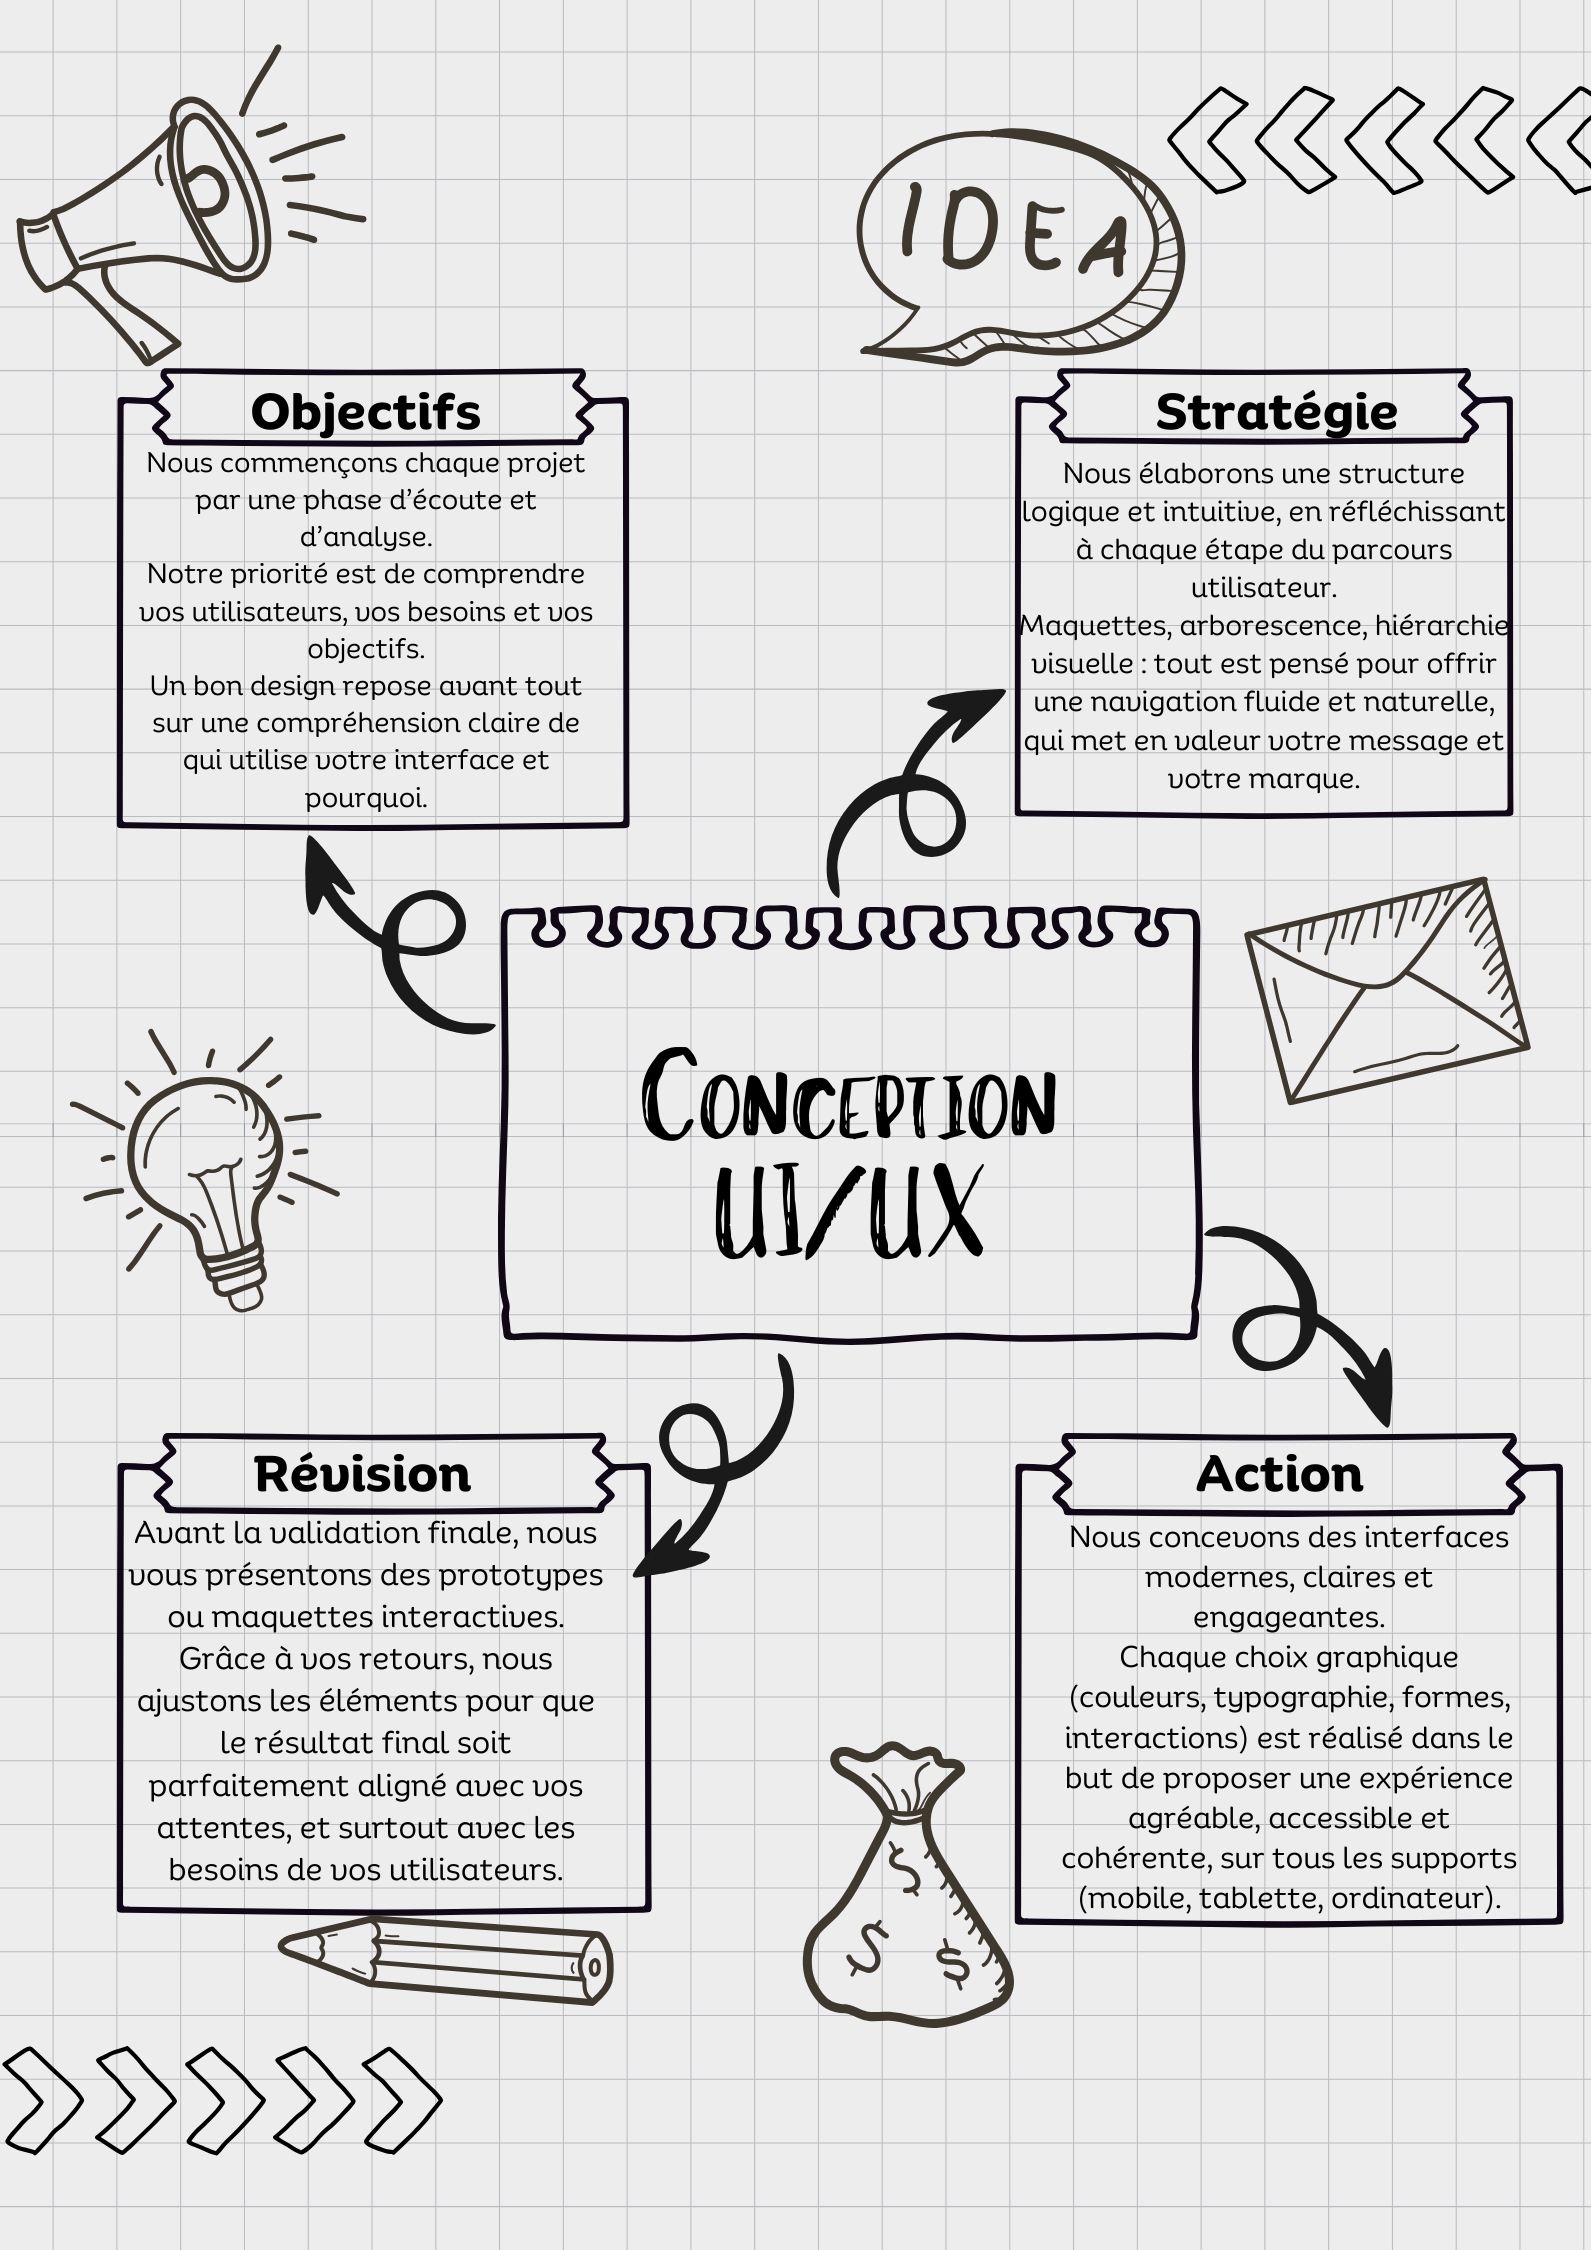 IDEA
Objectifs
Nous commençons chaque projet
par une phase d’écoute et
d’analyse.
Notre priorité est de comprendre
vos utilisateurs, vos besoins et vos
objectifs.
Un bon design repose avant tout
sur une compréhension claire de
qui utilise votre interface et
pourquoi.
Stratégie
Nous élaborons une structure
logique et intuitive, en réfléchissant
à chaque étape du parcours
utilisateur.
Maquettes, arborescence, hiérarchie
visuelle : tout est pensé pour offrir
une navigation fluide et naturelle,
qui met en valeur votre message et
votre marque.
Conception
UI/UX
Révision
Avant la validation finale, nous
vous présentons des prototypes
ou maquettes interactives.
Grâce à vos retours, nous
ajustons les éléments pour que
le résultat final soit
parfaitement aligné avec vos
attentes, et surtout avec les
besoins de vos utilisateurs.
Action
Nous concevons des interfaces
modernes, claires et
engageantes.
Chaque choix graphique
(couleurs, typographie, formes,
interactions) est réalisé dans le
but de proposer une expérience
agréable, accessible et
cohérente, sur tous les supports
(mobile, tablette, ordinateur).
$
$
$